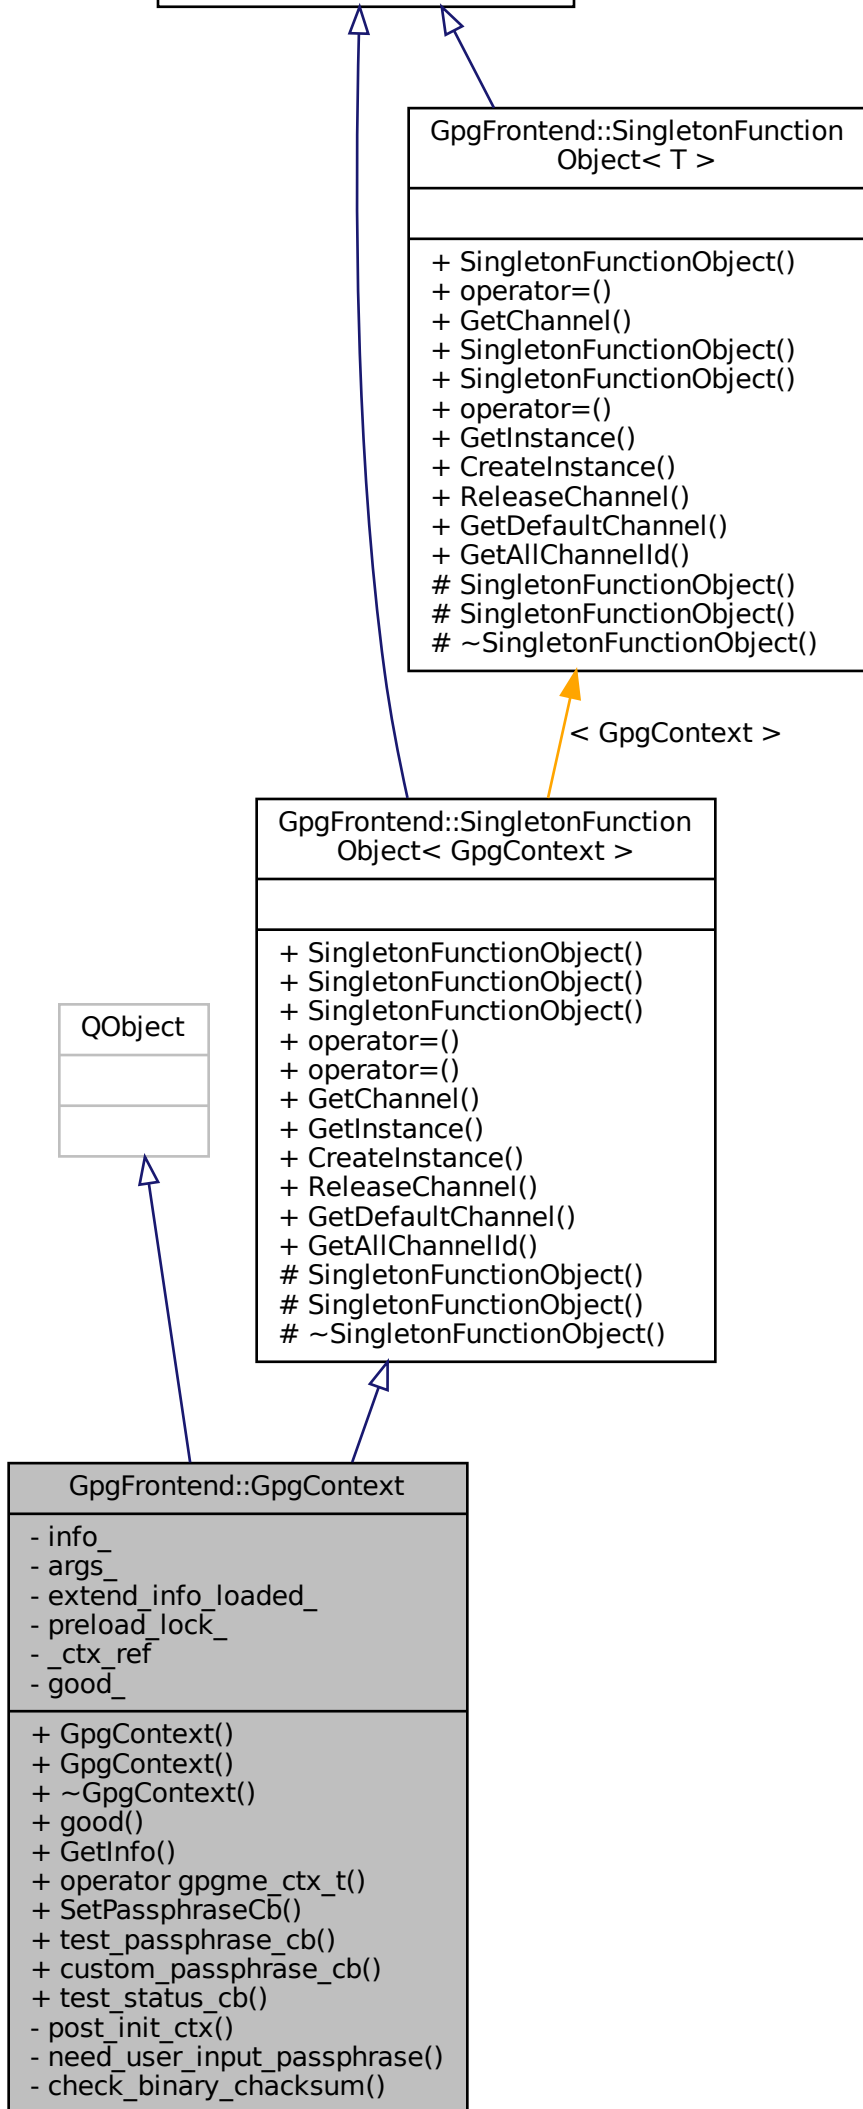 GpgFrontend::SingletonFunction
Object< T >
+ SingletonFunctionObject()
+ operator=()
+ GetChannel()
+ SingletonFunctionObject()
+ SingletonFunctionObject()
+ operator=()
+ GetInstance()
+ CreateInstance()
+ ReleaseChannel()
+ GetDefaultChannel()
+ GetAllChannelId()
# SingletonFunctionObject()
# SingletonFunctionObject()
# ~SingletonFunctionObject()
< GpgContext >
GpgFrontend::SingletonFunction
Object< GpgContext >
+ SingletonFunctionObject()
+ SingletonFunctionObject()
+ SingletonFunctionObject()
+ operator=()
+ operator=()
+ GetChannel()
+ GetInstance()
+ CreateInstance()
+ ReleaseChannel()
+ GetDefaultChannel()
+ GetAllChannelId()
# SingletonFunctionObject()
# SingletonFunctionObject()
# ~SingletonFunctionObject()
QObject
GpgFrontend::GpgContext
- info_
- args_
- extend_info_loaded_
- preload_lock_
- _ctx_ref
- good_
+ GpgContext()
+ GpgContext()
+ ~GpgContext()
+ good()
+ GetInfo()
+ operator gpgme_ctx_t()
+ SetPassphraseCb()
+ test_passphrase_cb()
+ custom_passphrase_cb()
+ test_status_cb()
- post_init_ctx()
- need_user_input_passphrase()
- check_binary_chacksum()